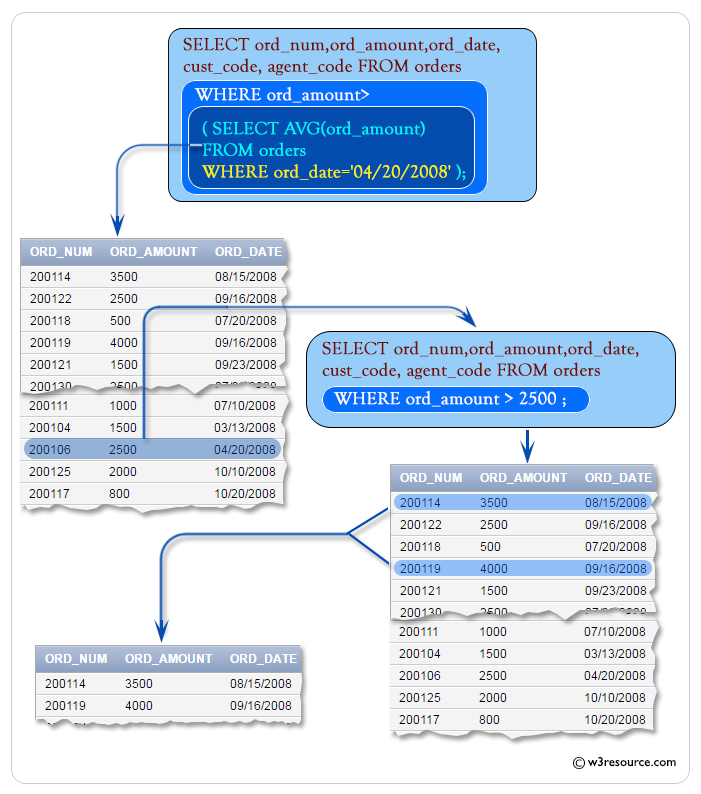 SELECT ord_num,ord_amount,ord_date,
cust_code, agent_code FROM orders
WHERE ord_amount>
( SELECT AVG(ord_amount)
FROM orders
WHERE ord_date='04/20/2008' );
ORD_NUM ORD_AMOUNT ORD_DATE
200114 3500 08/15/2008
200122 2500 09/16/2008
200118 500 07/20/2008
200119 4000 09/16/2008
200121 1500 09/23/2008
200130 2500
200111 1000 07/10/2008
200104 1500 03/13/2008
200106 2500 04/20/2008
200125 2000 10/10/2008
200117 800 10/20/2008
SELECT ord_num,ord_amount,ord_date,
cust_code, agent_code FROM orders
WHERE ord_amount > 2500 ;
ORD_NUM ORD_AMOUNT ORD_DATE
200114 3500 08/15/2008
200122 2500 09/16/2008
200118 500 07/20/2008
200119 4000 09/16/2008
200121 1500 09/23/2008
200130 2500
200111 1000 07/10/2008
200104 1500 03/13/2008
200106 2500 04/20/2008
200125 2000 10/10/2008
200117 800 10/20/2008
ORD_NUM ORD_AMOUNT ORD_DATE
200114 3500 08/15/2008
200119 4000 09/16/2008
© w3resource.com